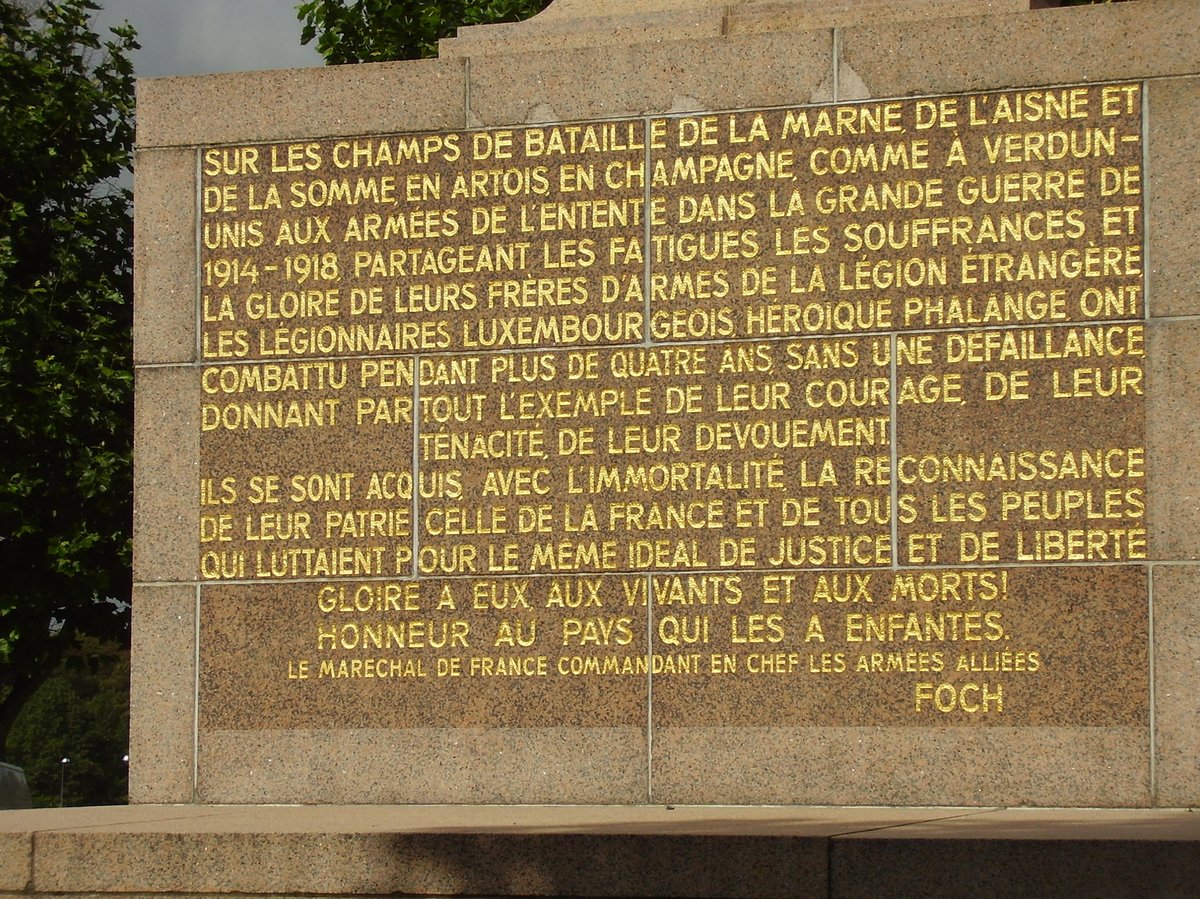 SUR LES CHAMPS DE BATAILLE DE LA MARNE, DE L'AISNE ET
DE LA SOMME, EN ARTOIS, EN CHAMPAGNE, COMME À VERDUN-
UNIS AUX ARMÉES DE L'ENTENTE DANS LA GRANDE GUERRE DE
1914-1918, PARTAGEANT LES FATIGUES LES SOUFFRANCES ET
LA GLOIRE DE LEURS FRÈRES D'ARMES DE LA LÉGION ÉTRANGÈRE
LES LÉGIONNAIRES LUXEMBOURGEOIS, HÉROÏQUE PHALANGE, ONT
COMBATTU PENDANT PLUS DE QUATRE ANS, SANS UNE DÉFAILLANCE
DONNANT PARTOUT L'EXEMPLE DE LEUR COURAGE, DE LEUR
TÉNACITÉ, DE LEUR DEVOUEMENT.
ILS SE SONT ACQUIS, AVEC L'IMMORTALITÉ, LA RECONNAISSANCE
DE LEUR PATRIE, CELLE DE LA FRANCE ET DE TOUS LES PEUPLES
QUI LUTTAIENT POUR LE MÊME IDÉAL DE JUSTICE ET DE LIBERTÉ
GLOIRE A EUX, AUX VIVANTS ET AUX MORTS!
HONNEUR AU PAYS QUI LES A ENFANTES.
LE MARÉCHAL DE FRANCE COMMANDANT EN CHEF LES ARMÉES ALLIÉES
FOCH